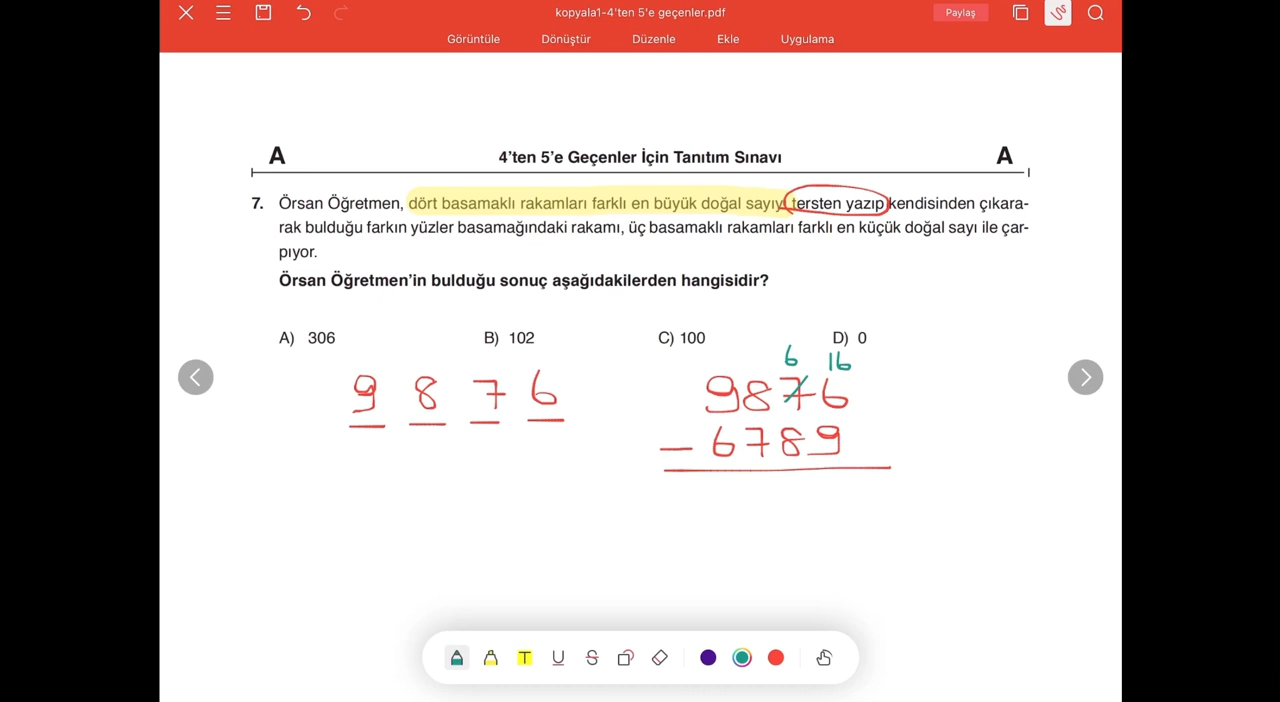 kopyala1-4'ten 5'e geçenler.pdf
Paylaş
Görüntüle Dönüştür Düzenle Ekle Uygulama
A 4'ten 5'e Geçenler İçin Tanıtım Sınavı A
7. Örsan Öğretmen, dört basamaklı rakamları farklı en büyük doğal sayıyı tersten yazıp kendisinden çıkara-
rak bulduğu farkın yüzler basamağındaki rakamı, üç basamaklı rakamları farklı en küçük doğal sayı ile çar-
pıyor.
Örsan Öğretmen'in bulduğu sonuç aşağıdakilerden hangisidir?
A) 306 B) 102 C) 100 D) 0
6 16
9 8 7 6 9876
- 6789
T U S